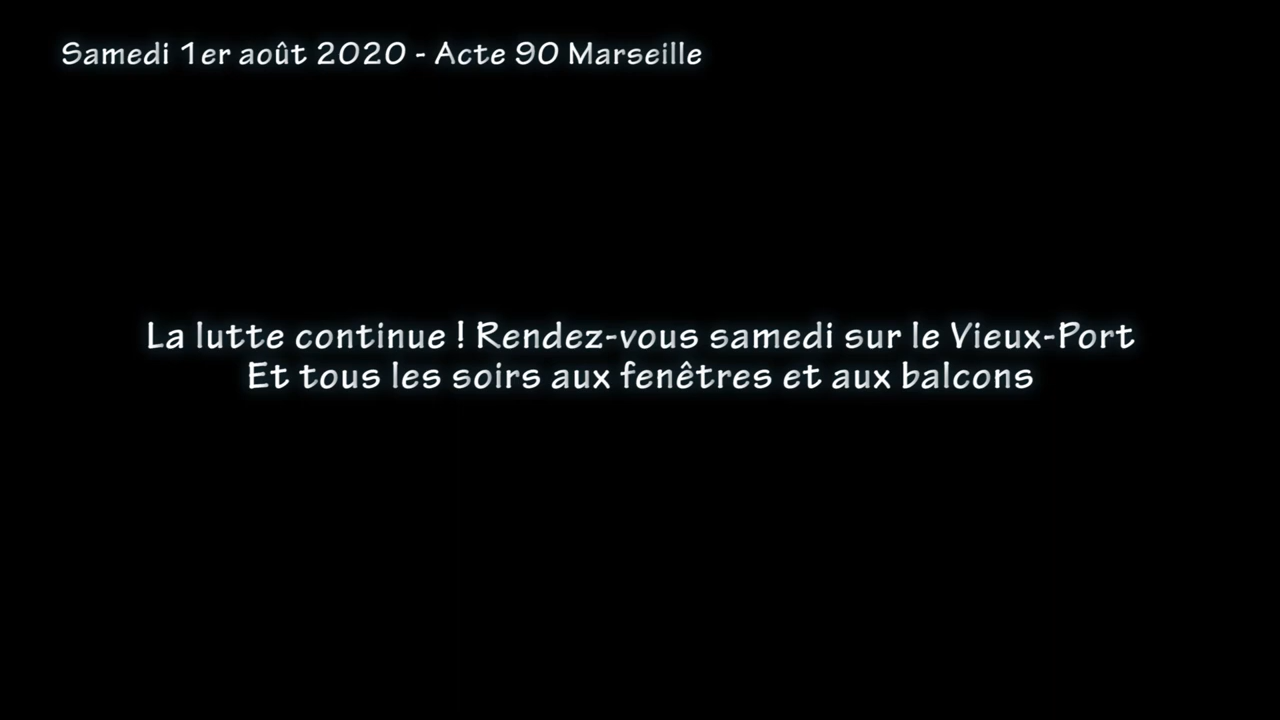 Samedi 1er août 2020 - Acte 90 Marseille
La lutte continue ! Rendez-vous samedi sur le Vieux-Port
Et tous les soirs aux fenêtres et aux balcons